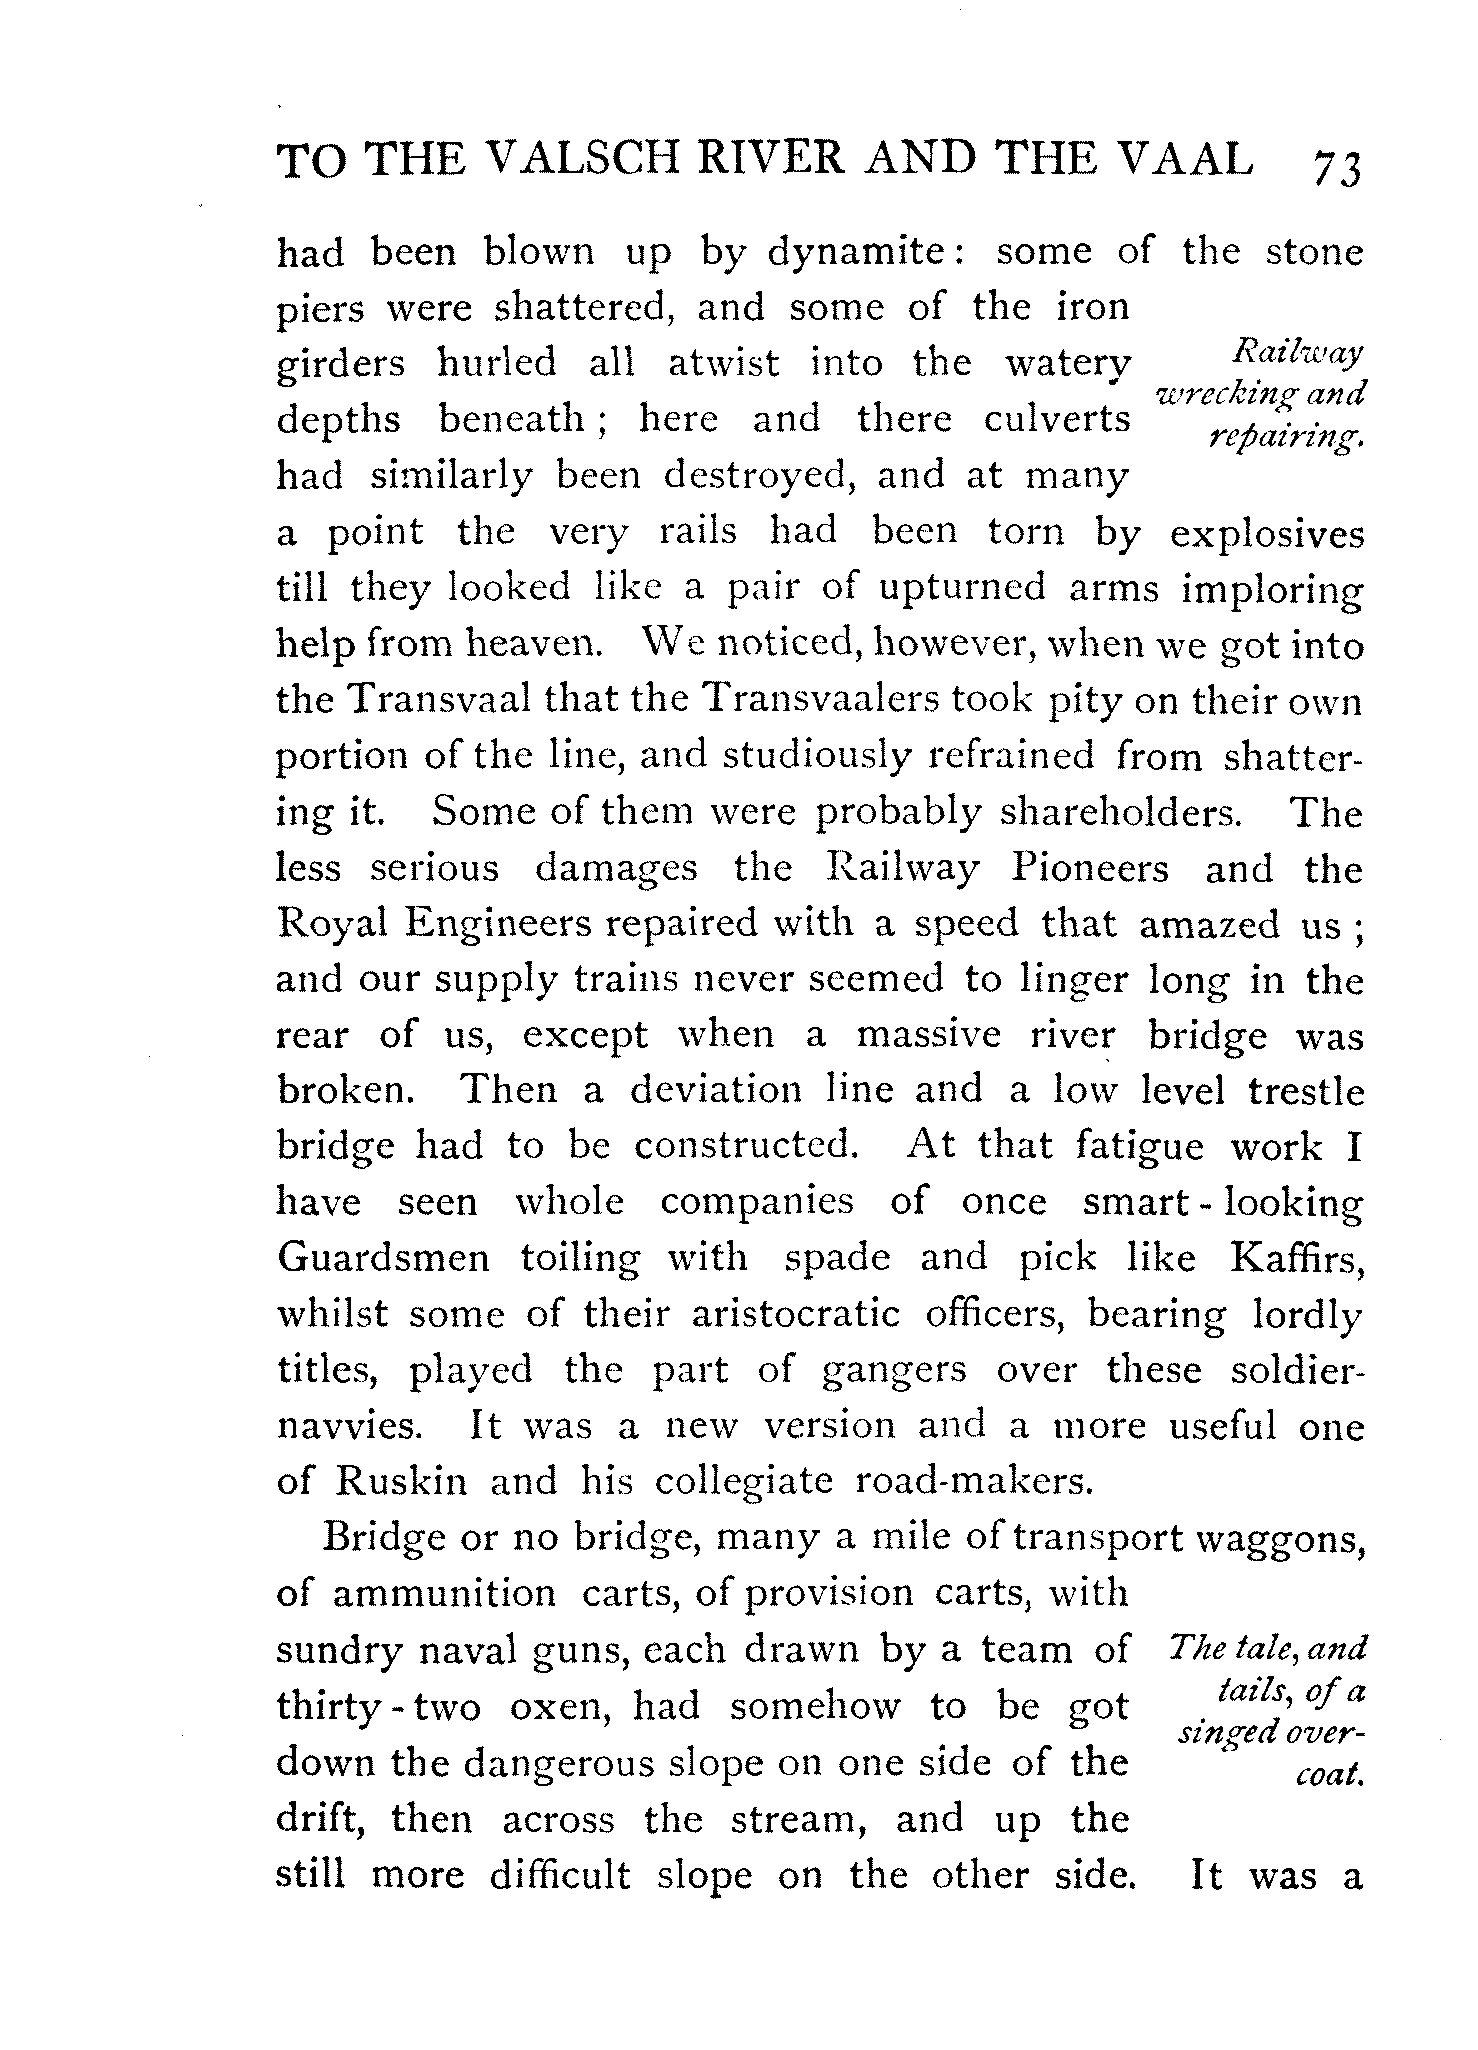 TO THE VALSCH RIVER AND THE VAAL 73
had been blown up by dynamite: some of the stone
piers were shattered, and some of the iron
girders hurled all atwist into the watery
depths beneath; here and there culverts
had similarly been destroyed, and at many
Railway
wrecking and
repairing.
a point the very rails had been torn by explosives
till they looked like a pair of upturned arms imploring
help from heaven. We noticed, however, when we got into
the Transvaal that the Transvaalers took pity on their own
portion of the line, and studiously refrained from shatter-
ing it. Some of them were probably shareholders. The
less serious damages the Railway Pioneers and the
Royal Engineers repaired with a speed that amazed us;
and our supply trains never seemed to linger long in the
rear of us, except when a massive river bridge was
broken. Then a deviation line and a low level trestle
bridge had to be constructed. At that fatigue work I
have seen whole companies of once smart-looking
Guardsmen toiling with spade and pick like Kaffirs,
whilst some of their aristocratic officers, bearing lordly
titles, played the part of gangers over these soldier-
navvies. It was a new version and a more useful one
of Ruskin and his collegiate road-makers.
Bridge or no bridge, many a mile of transport waggons,
of ammunition carts, of provision carts, with
sundry naval guns, each drawn by a team of
thirty-two oxen, had somehow to be got
down the dangerous slope on one side of the
drift, then across the stream, and up the
The tale, and
tails, of a
singed over-
coat.
still more difficult slope on the other side. It was a